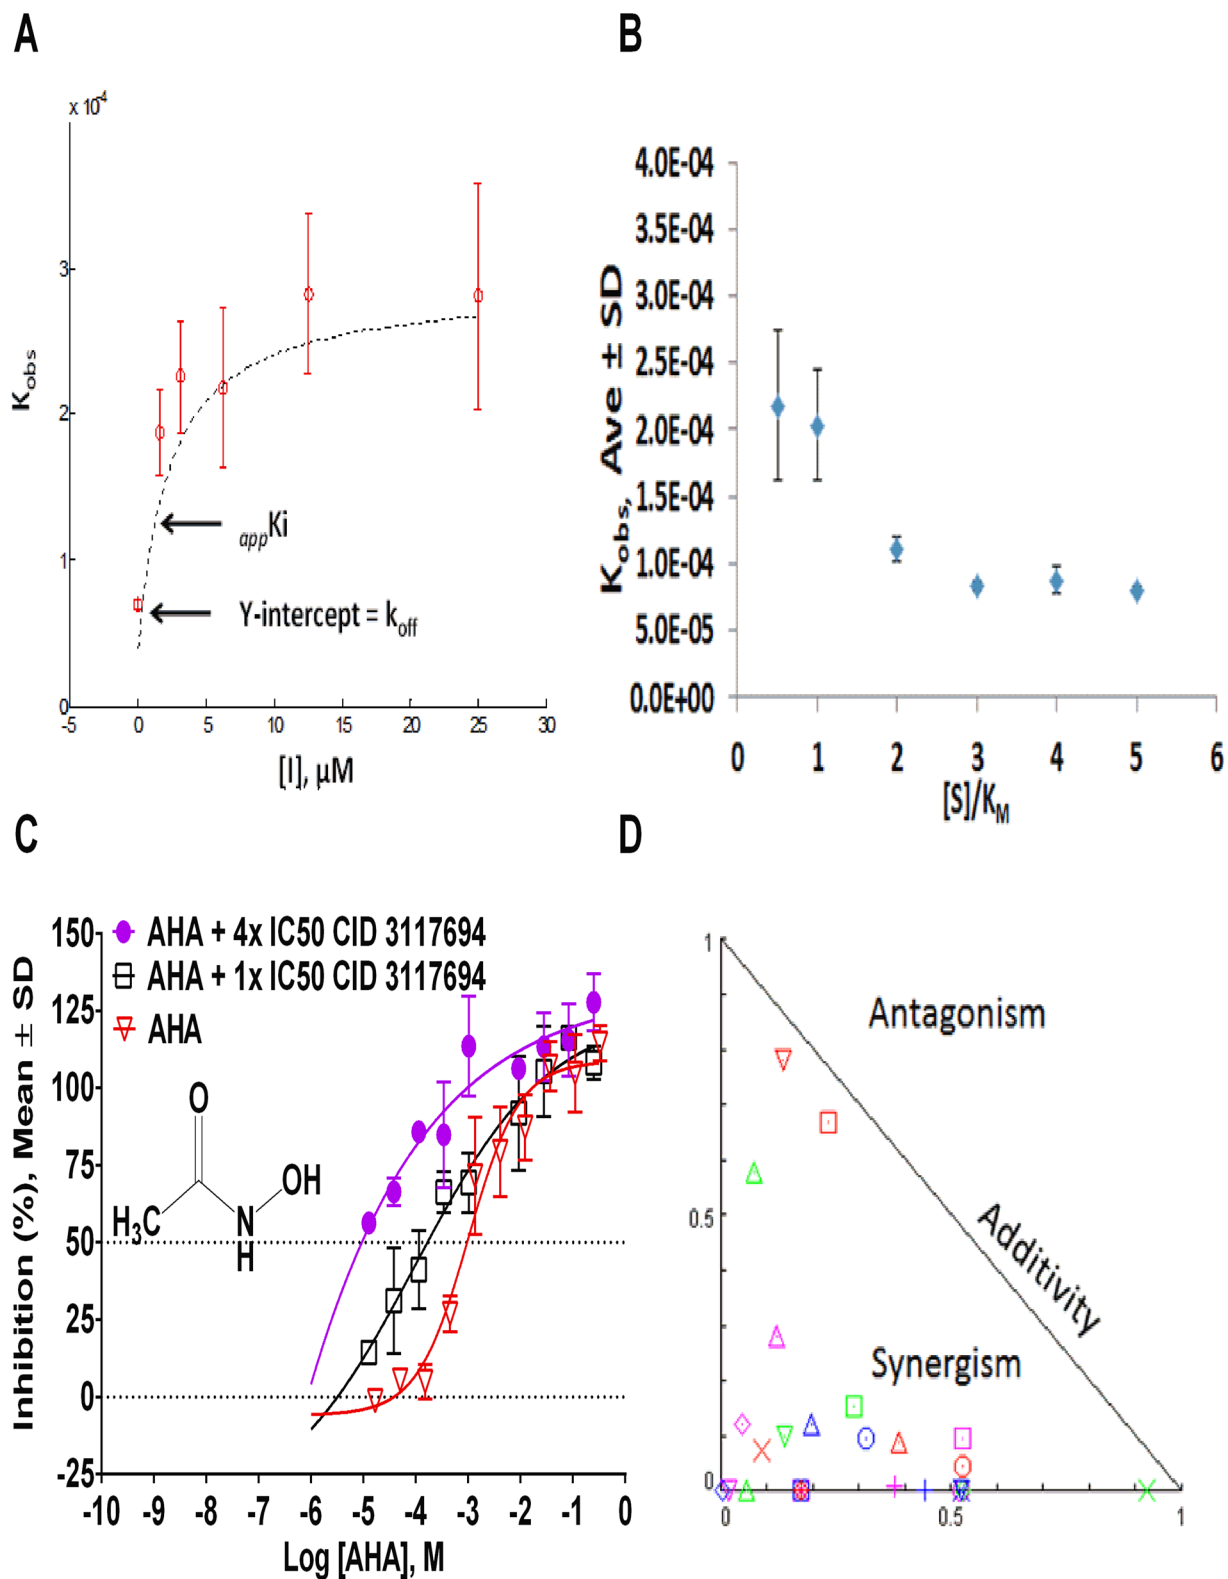 A
x 10⁻⁴
3
2
1
0
K_obs
appKi
Y-intercept = k_off
-5 0 5 10 15 20 25 30
[I], μM
B
4.0E-04
3.5E-04
3.0E-04
2.5E-04
2.0E-04
1.5E-04
1.0E-04
5.0E-05
0.0E+00
K_obs, Ave ± SD
0 1 2 3 4 5 6
[S]/K_M
C
150
125
100
75
50
25
0
-25
Inhibition (%), Mean ± SD
AHA + 4x IC50 CID 3117694
AHA + 1x IC50 CID 3117694
AHA
O
OH
H₃C
N
H
-10 -9 -8 -7 -6 -5 -4 -3 -2 -1 0
Log [AHA], M
D
1
0.5
0
Antagonism
Additivity
Synergism
0 0.5 1